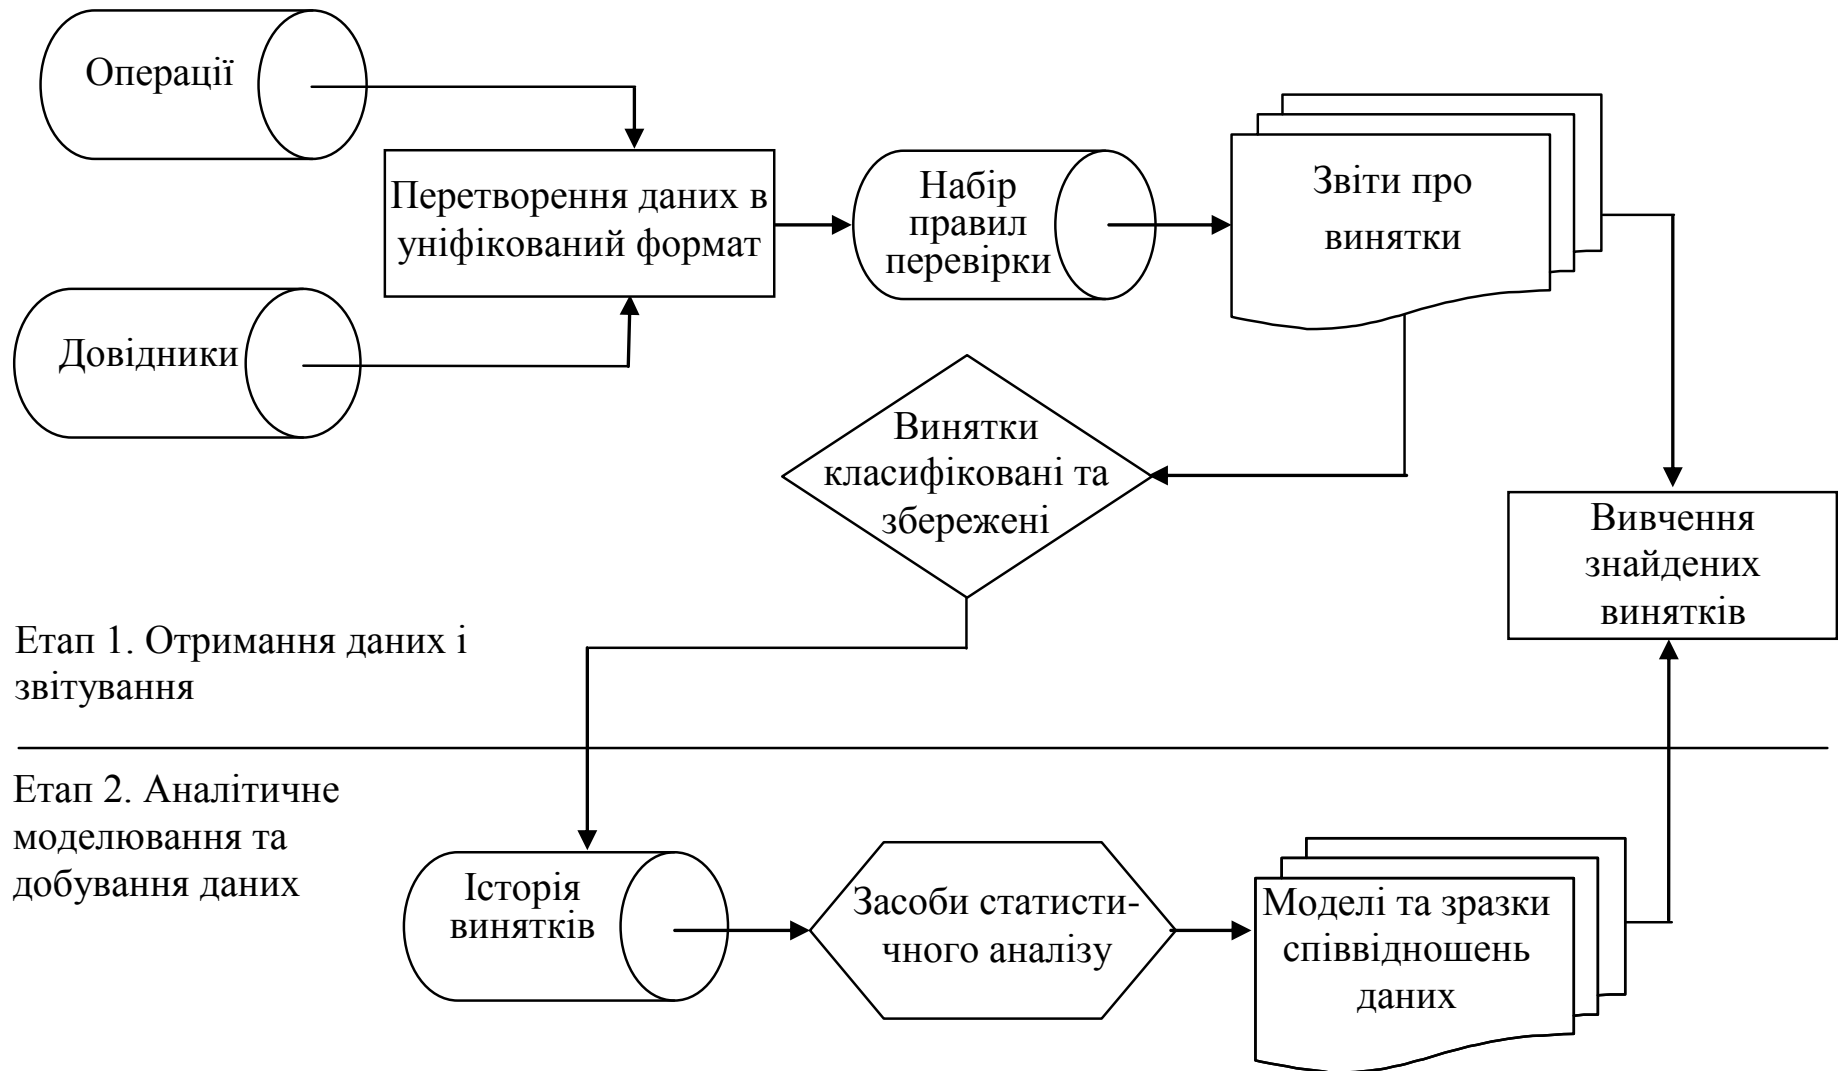 Операції
Перетворення даних в
уніфікований формат
Набір
правил
перевірки
Звіти про
винятки
Довідники
Винятки
класифіковані та
збережені
Вивчення
знайдених
винятків
Етап 1. Отримання даних і
звітування
Етап 2. Аналітичне
моделювання та
добування даних
Історія
винятків
Засоби статисти-
чного аналізу
Моделі та зразки
співвідношень
даних